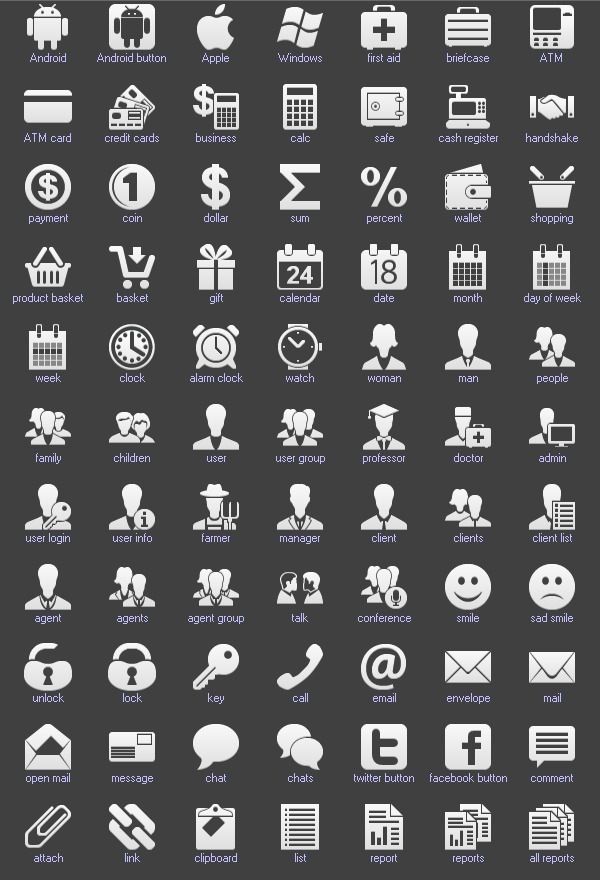 Android Android button Apple Windows first aid briefcase ATM
ATM card credit cards business calc safe cash register handshake
$ 1 $ Σ %
payment coin dollar sum percent wallet shopping
24 18
product basket basket gift calendar date month day of week
week clock alarm clock watch woman man people
family children user user group professor doctor admin
i
user login user info farmer manager client clients client list
agent agents agent group talk conference smile sad smile
@
unlock lock key call email envelope mail
t f
open mail message chat chats twitter button facebook button comment
attach link clipboard list report reports all reports